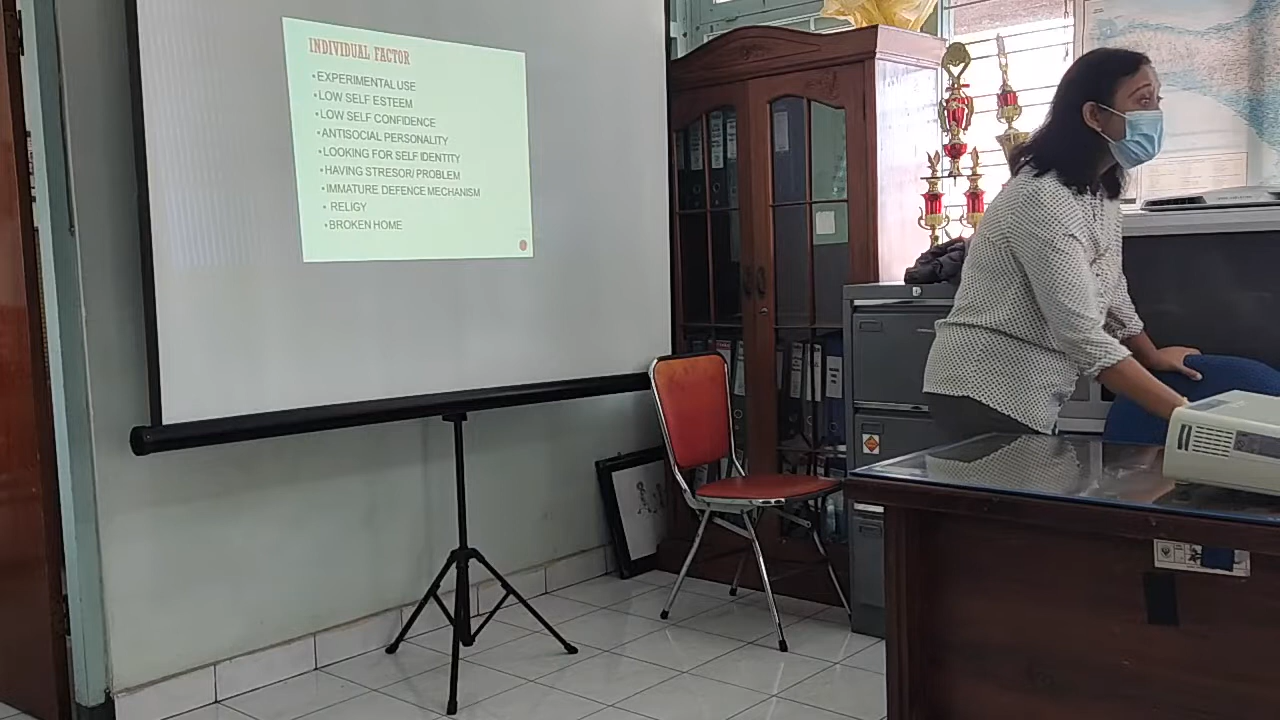 INDIVIDUAL FACTOR
• EXPERIMENTAL USE
• LOW SELF ESTEEM
• LOW SELF CONFIDENCE
• ANTISOCIAL PERSONALITY
• LOOKING FOR SELF IDENTITY
• HAVING STRESOR/ PROBLEM
• IMMATURE DEFENCE MECHANISM
• RELIGY
• BROKEN HOME